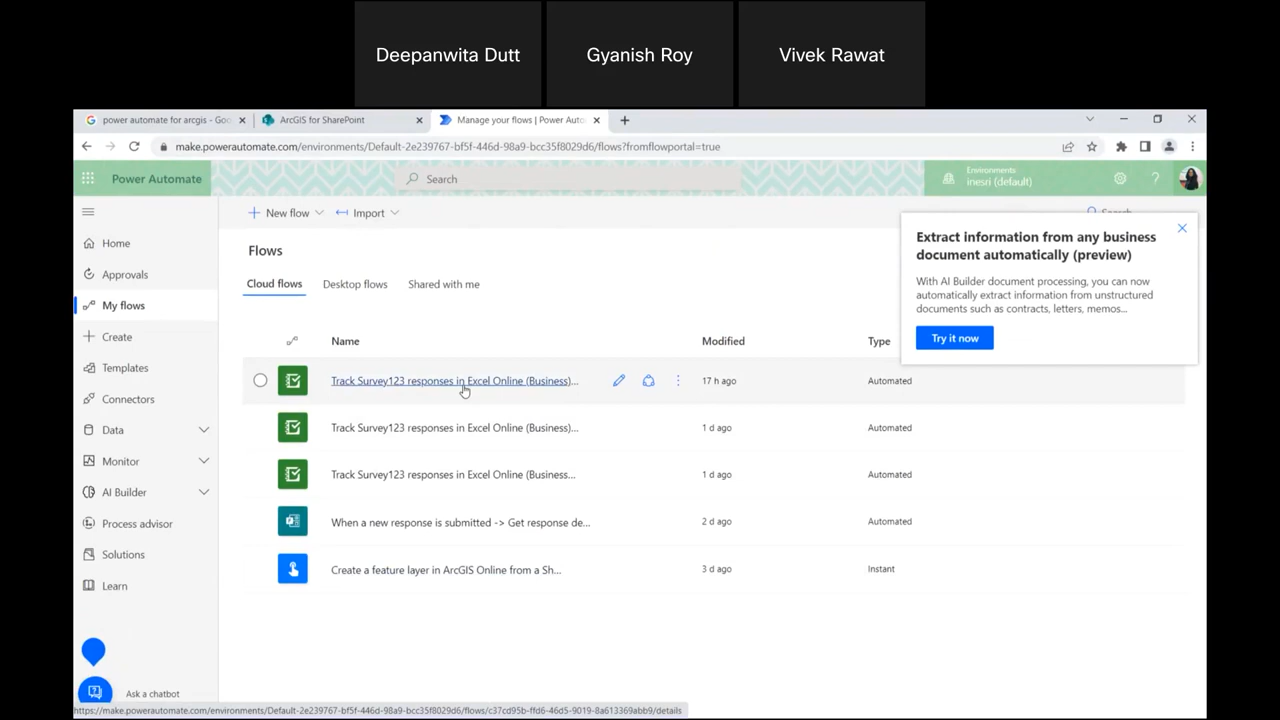 Deepanwita Dutt
Gyanish Roy
Vivek Rawat
power automate for arcgis - Goo
ArcGIS for SharePoint
Manage your flows | Power Auto
make.powerautomate.com/environments/Default-2e239767-bf5f-446d-98a9-bcc35f8029d6/flows?fromflowportal=true
Power Automate
Search
Environments
inesri (default)
New flow
Import
Search
Home
Approvals
My flows
Create
Templates
Connectors
Data
Monitor
AI Builder
Process advisor
Solutions
Learn
Ask a chatbot
Flows
Cloud flows
Desktop flows
Shared with me
Extract information from any business
document automatically (preview)
With AI Builder document processing, you can now
automatically extract information from unstructured
documents such as contracts, letters, memos...
Try it now
Name
Modified
Type
Track Survey123 responses in Excel Online (Business)...
17 h ago
Automated
Track Survey123 responses in Excel Online (Business)...
1 d ago
Automated
Track Survey123 responses in Excel Online (Business...
1 d ago
Automated
When a new response is submitted -> Get response de...
2 d ago
Automated
Create a feature layer in ArcGIS Online from a Sh...
3 d ago
Instant
https://make.powerautomate.com/environments/Default-2e239767-bf5f-446d-98a9-bcc35f8029d6/flows/c37cd95b-ffd6-46d5-9019-8a613369abb9/details